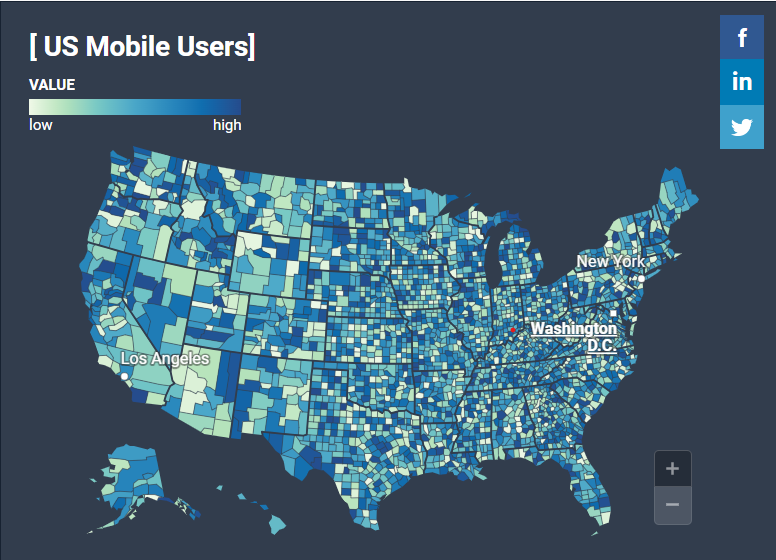 [ US Mobile Users]
VALUE
low high
f
in
New York
Washington
D.C.
Los Angeles
+
−